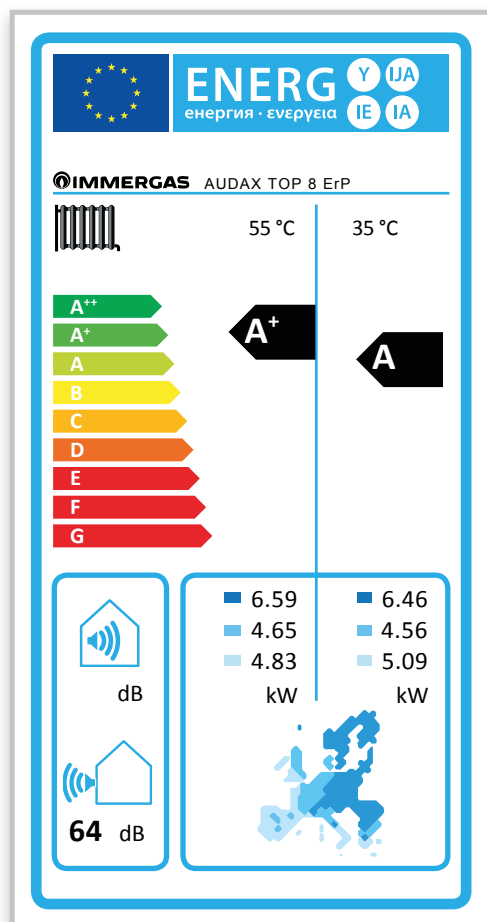 ENERG Y IJA
енергия · ενεργεια IE IA
IMMERGAS AUDAX TOP 8 ErP
55 °C 35 °C
A++
A+
A
B
C
D
E
F
G
A+
A
6.59 6.46
4.65 4.56
4.83 5.09
kW kW
dB
64 dB